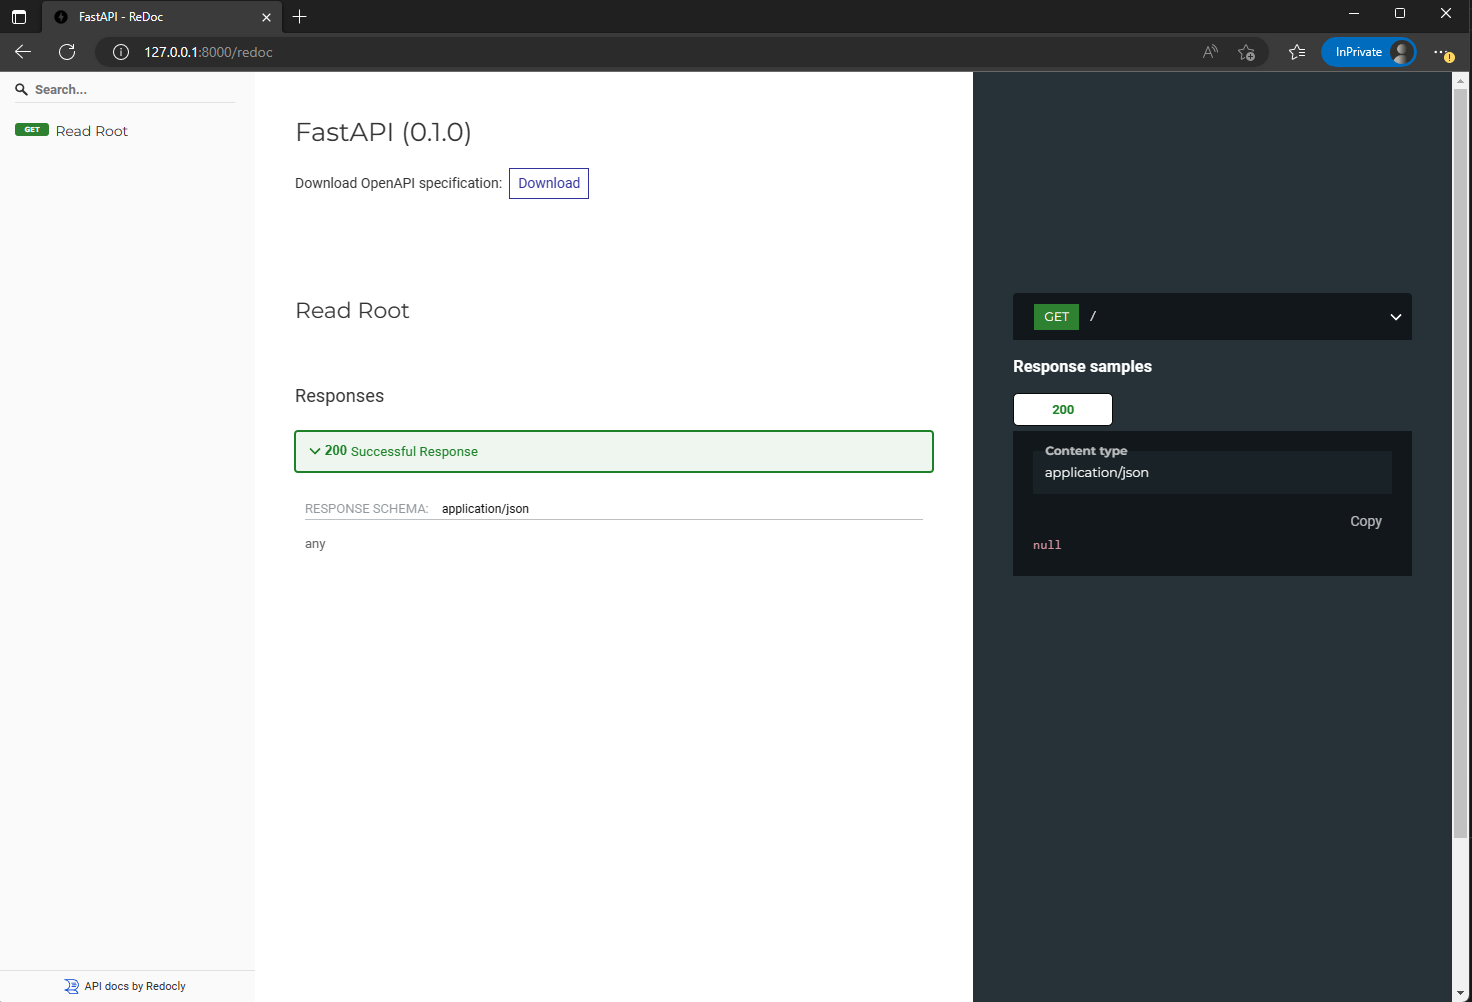 FastAPI - ReDoc
127.0.0.1:8000/redoc
InPrivate
Search...
GET Read Root
API docs by Redocly
FastAPI (0.1.0)
Download OpenAPI specification: Download
Read Root
Responses
200 Successful Response
RESPONSE SCHEMA: application/json
any
GET /
Response samples
200
Content type
application/json
Copy
null